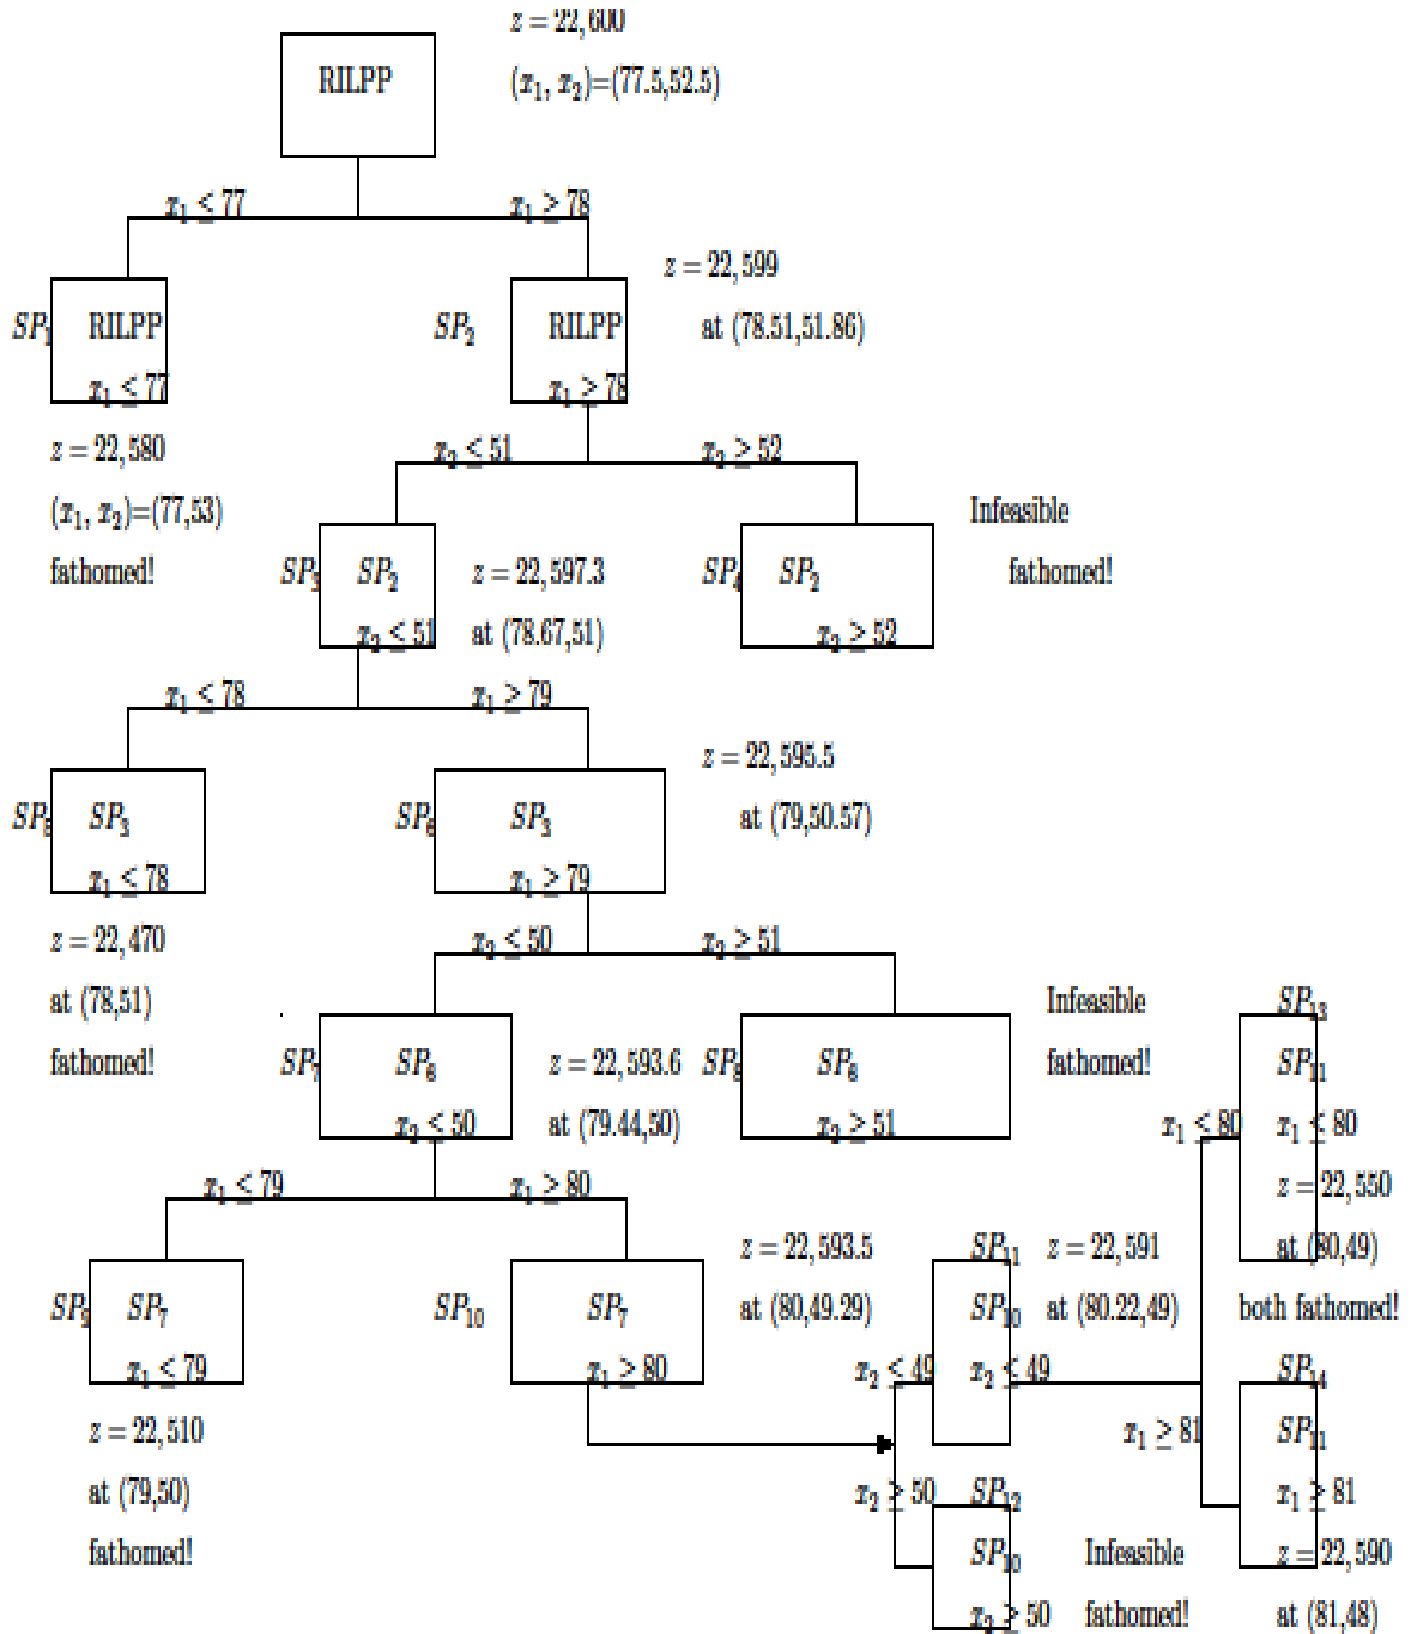 z = 22,600
RILPP
(x₁, x₂)=(77.5,52.5)
x₁ ≤ 77
x₁ ≥ 78
z = 22,599
SP₁
RILPP
x₁ ≤ 77
SP₂
RILPP
x₁ ≥ 78
at (78.51,51.86)
z = 22,580
(x₁, x₂)=(77,53)
fathomed!
x₂ ≤ 51
x₂ ≥ 52
SP₃
SP₂
x₂ ≤ 51
z = 22,597.3
at (78.67,51)
SP₄
SP₂
x₂ ≥ 52
Infeasible
fathomed!
x₁ ≤ 78
x₁ ≥ 79
z = 22,595.5
at (79,50.57)
SP₅
SP₃
x₁ ≤ 78
SP₆
SP₃
x₁ ≥ 79
z = 22,470
at (78,51)
fathomed!
x₂ ≤ 50
x₂ ≥ 51
SP₇
SP₆
x₂ ≤ 50
z = 22,593.6
at (79.44,50)
SP₈
SP₆
x₂ ≥ 51
Infeasible
fathomed!
x₁ ≤ 79
x₁ ≥ 80
SP₉
SP₇
x₁ ≤ 79
z = 22,510
at (79,50)
fathomed!
SP₁₀
SP₇
x₁ ≥ 80
z = 22,593.5
at (80,49.29)
x₂ ≤ 49
SP₁₁
SP₁₀
x₂ ≤ 49
z = 22,591
at (80.22,49)
x₂ ≥ 50
SP₁₂
SP₁₀
x₂ ≥ 50
Infeasible
fathomed!
x₁ ≤ 80
SP₁₃
SP₁₁
x₁ ≤ 80
z = 22,550
at (80,49)
both fathomed!
x₁ ≥ 81
SP₁₄
SP₁₁
x₁ ≥ 81
z = 22,590
at (81,48)